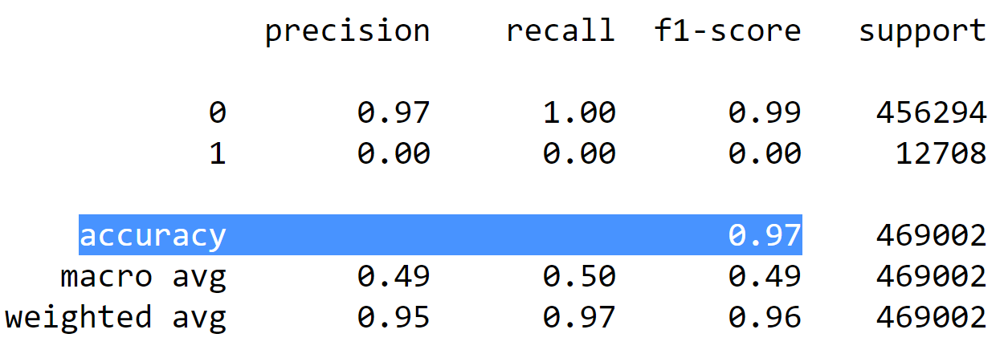 precision recall f1-score support
0 0.97 1.00 0.99 456294
1 0.00 0.00 0.00 12708
accuracy 0.97 469002
macro avg 0.49 0.50 0.49 469002
weighted avg 0.95 0.97 0.96 469002